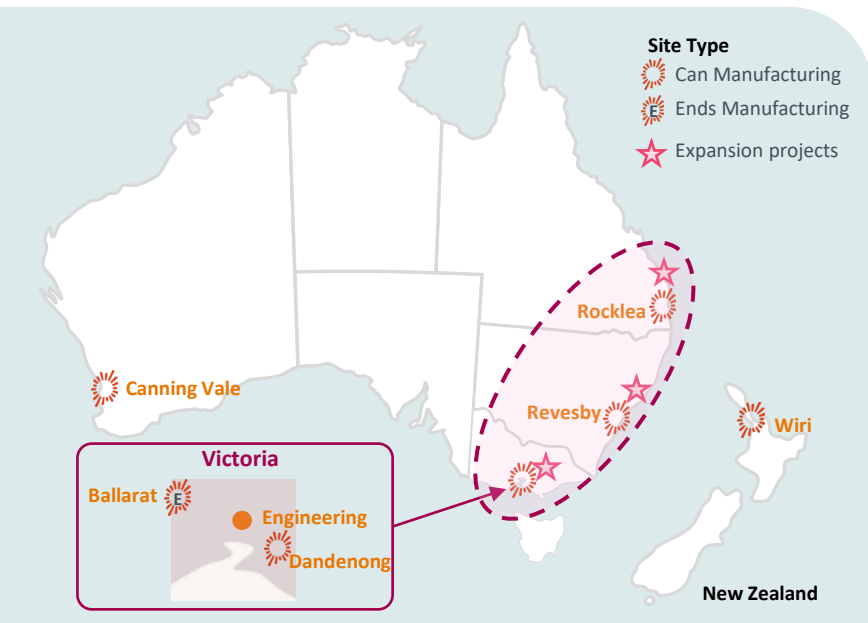 Site Type
Can Manufacturing
E Ends Manufacturing
Expansion projects
Rocklea
Canning Vale
Revesby
Wiri
Victoria
Ballarat E
Engineering
Dandenong
New Zealand